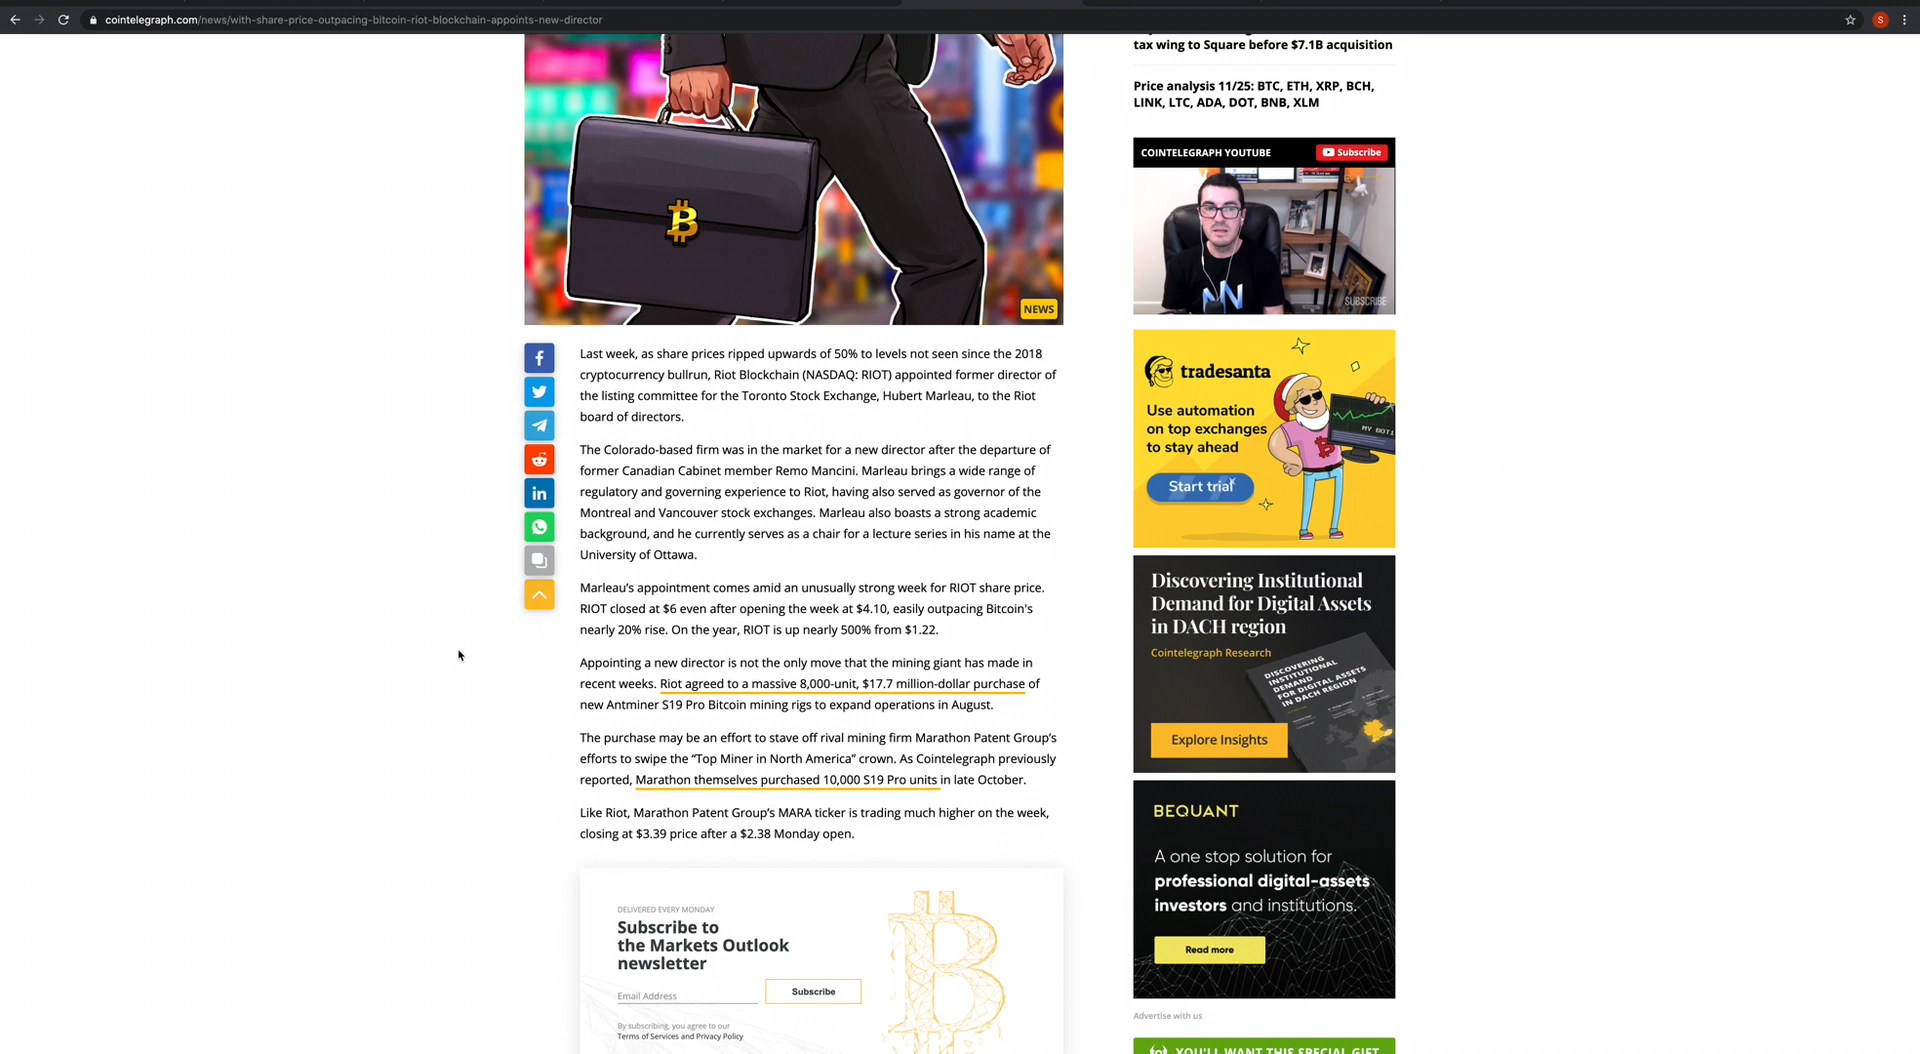 cointelegraph.com/news/with-share-price-outpacing-bitcoin-riot-blockchain-appoints-new-director
S
tax wing to Square before $7.1B acquisition
Price analysis 11/25: BTC, ETH, XRP, BCH,
LINK, LTC, ADA, DOT, BNB, XLM
COINTELEGRAPH YOUTUBE
Subscribe
SUBSCRIBE
NEWS
Last week, as share prices ripped upwards of 50% to levels not seen since the 2018
cryptocurrency bullrun, Riot Blockchain (NASDAQ: RIOT) appointed former director of
the listing committee for the Toronto Stock Exchange, Hubert Marleau, to the Riot
board of directors.
The Colorado-based firm was in the market for a new director after the departure of
former Canadian Cabinet member Remo Mancini. Marleau brings a wide range of
regulatory and governing experience to Riot, having also served as governor of the
Montreal and Vancouver stock exchanges. Marleau also boasts a strong academic
background, and he currently serves as a chair for a lecture series in his name at the
University of Ottawa.
Marleau's appointment comes amid an unusually strong week for RIOT share price.
RIOT closed at $6 even after opening the week at $4.10, easily outpacing Bitcoin's
nearly 20% rise. On the year, RIOT is up nearly 500% from $1.22.
Appointing a new director is not the only move that the mining giant has made in
recent weeks. Riot agreed to a massive 8,000-unit, $17.7 million-dollar purchase of
new Antminer S19 Pro Bitcoin mining rigs to expand operations in August.
The purchase may be an effort to stave off rival mining firm Marathon Patent Group's
efforts to swipe the “Top Miner in North America” crown. As Cointelegraph previously
reported, Marathon themselves purchased 10,000 S19 Pro units in late October.
Like Riot, Marathon Patent Group's MARA ticker is trading much higher on the week,
closing at $3.39 price after a $2.38 Monday open.
DELIVERED EVERY MONDAY
Subscribe to
the Markets Outlook
newsletter
Email Address
Subscribe
By subscribing, you agree to our
Terms of Services and Privacy Policy
tradesanta
Use automation
on top exchanges
to stay ahead
MY BOT1
Start trial
Discovering Institutional
Demand for Digital Assets
in DACH region
Cointelegraph Research
DISCOVERING
INSTITUTIONAL
DEMAND
FOR DIGITAL ASSETS
IN DACH REGION
Explore Insights
BEQUANT
A one stop solution for
professional digital-assets
investors and institutions.
Read more
Advertise with us
YOU'LL WANT THIS SPECIAL GIFT